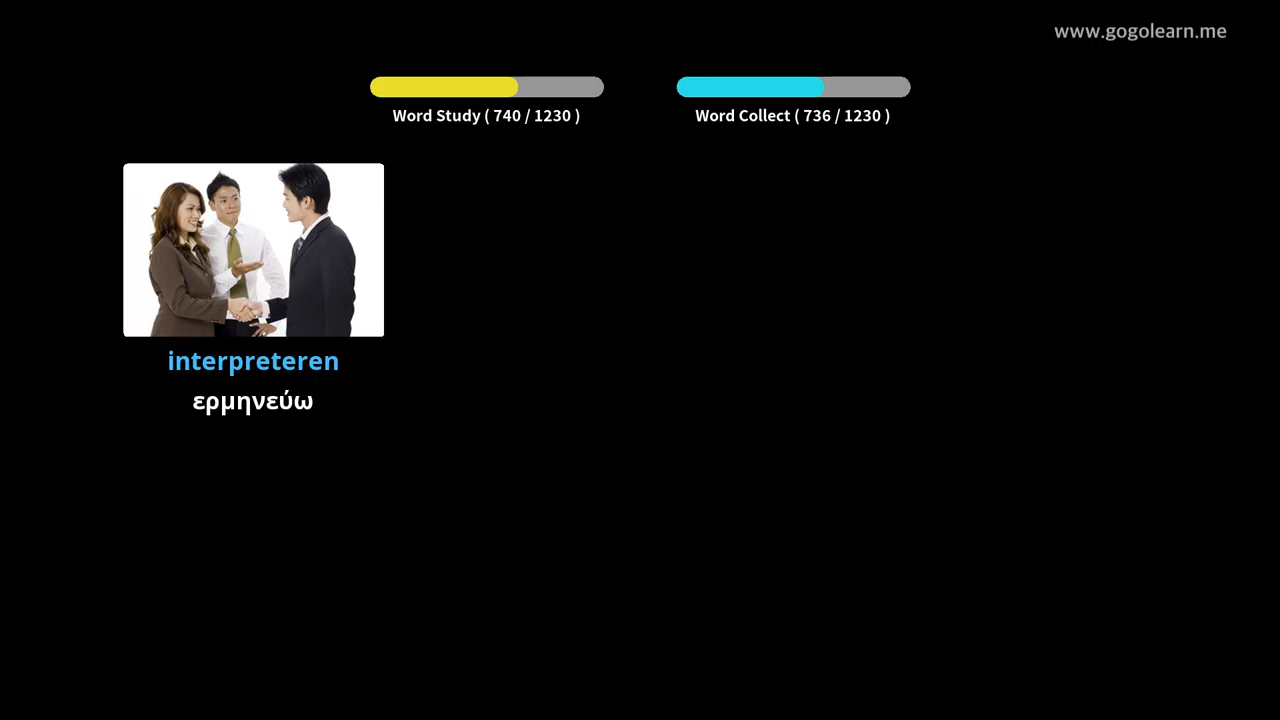 www.gogolearn.me
Word Study ( 740 / 1230 )
Word Collect ( 736 / 1230 )
interpreteren
ερμηνεύω